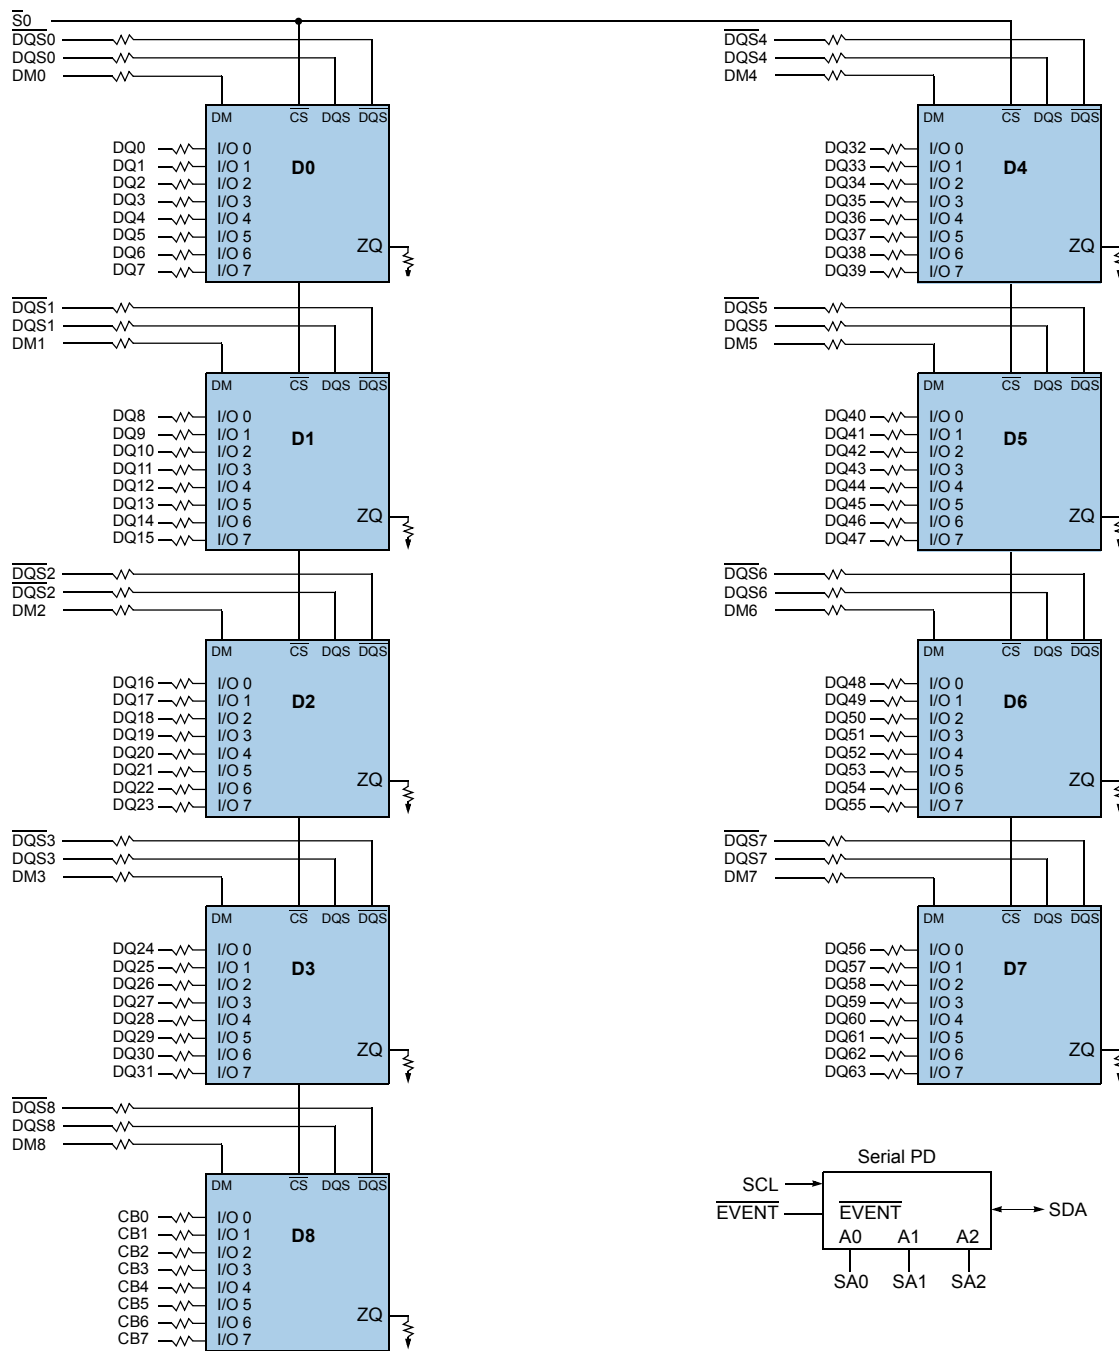 S0
DQS0
DQS0
DM0
DM CS DQS DQS
DQ0 I/O 0
DQ1 I/O 1 D0
DQ2 I/O 2
DQ3 I/O 3
DQ4 I/O 4
DQ5 I/O 5
DQ6 I/O 6 ZQ
DQ7 I/O 7
DQS1
DQS1
DM1
DM CS DQS DQS
DQ8 I/O 0
DQ9 I/O 1 D1
DQ10 I/O 2
DQ11 I/O 3
DQ12 I/O 4
DQ13 I/O 5
DQ14 I/O 6 ZQ
DQ15 I/O 7
DQS2
DQS2
DM2
DM CS DQS DQS
DQ16 I/O 0
DQ17 I/O 1 D2
DQ18 I/O 2
DQ19 I/O 3
DQ20 I/O 4
DQ21 I/O 5
DQ22 I/O 6 ZQ
DQ23 I/O 7
DQS3
DQS3
DM3
DM CS DQS DQS
DQ24 I/O 0
DQ25 I/O 1 D3
DQ26 I/O 2
DQ27 I/O 3
DQ28 I/O 4
DQ29 I/O 5
DQ30 I/O 6 ZQ
DQ31 I/O 7
DQS8
DQS8
DM8
DM CS DQS DQS
CB0 I/O 0
CB1 I/O 1 D8
CB2 I/O 2
CB3 I/O 3
CB4 I/O 4
CB5 I/O 5
CB6 I/O 6 ZQ
CB7 I/O 7
DQS4
DQS4
DM4
DM CS DQS DQS
DQ32 I/O 0
DQ33 I/O 1 D4
DQ34 I/O 2
DQ35 I/O 3
DQ36 I/O 4
DQ37 I/O 5
DQ38 I/O 6 ZQ
DQ39 I/O 7
DQS5
DQS5
DM5
DM CS DQS DQS
DQ40 I/O 0
DQ41 I/O 1 D5
DQ42 I/O 2
DQ43 I/O 3
DQ44 I/O 4
DQ45 I/O 5
DQ46 I/O 6 ZQ
DQ47 I/O 7
DQS6
DQS6
DM6
DM CS DQS DQS
DQ48 I/O 0
DQ49 I/O 1 D6
DQ50 I/O 2
DQ51 I/O 3
DQ52 I/O 4
DQ53 I/O 5
DQ54 I/O 6 ZQ
DQ55 I/O 7
DQS7
DQS7
DM7
DM CS DQS DQS
DQ56 I/O 0
DQ57 I/O 1 D7
DQ58 I/O 2
DQ59 I/O 3
DQ60 I/O 4
DQ61 I/O 5
DQ62 I/O 6 ZQ
DQ63 I/O 7
Serial PD
SCL
EVENT EVENT SDA
A0 A1 A2
SA0 SA1 SA2